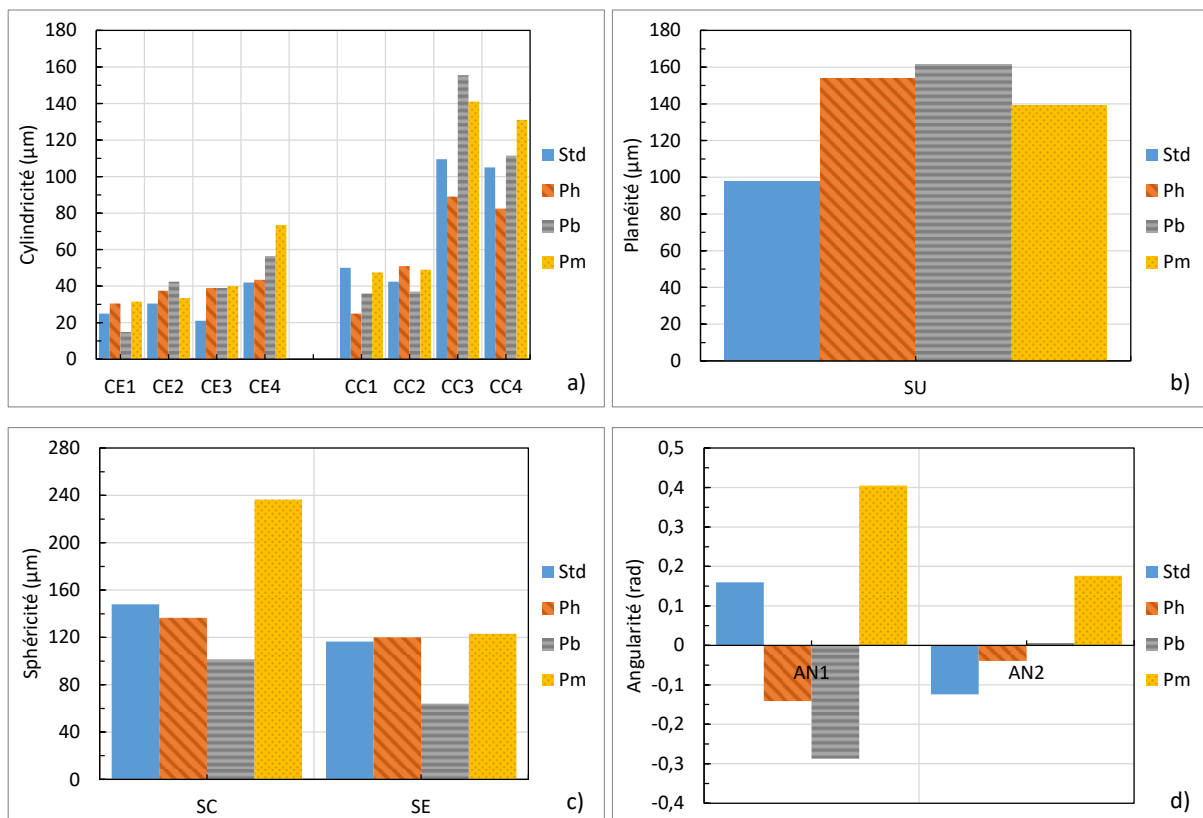 Cylindricité (µm)
180
160
140
120
100
80
60
40
20
0
CE1 CE2 CE3 CE4 CC1 CC2 CC3 CC4
Std
Ph
Pb
Pm
a)
Planéité (µm)
180
160
140
120
100
80
60
40
20
0
SU
Std
Ph
Pb
Pm
b)
Sphéricité (µm)
280
240
200
160
120
80
40
0
SC SE
Std
Ph
Pb
Pm
c)
Angularité (rad)
0,5
0,4
0,3
0,2
0,1
0
-0,1
-0,2
-0,3
-0,4
AN1 AN2
Std
Ph
Pb
Pm
d)